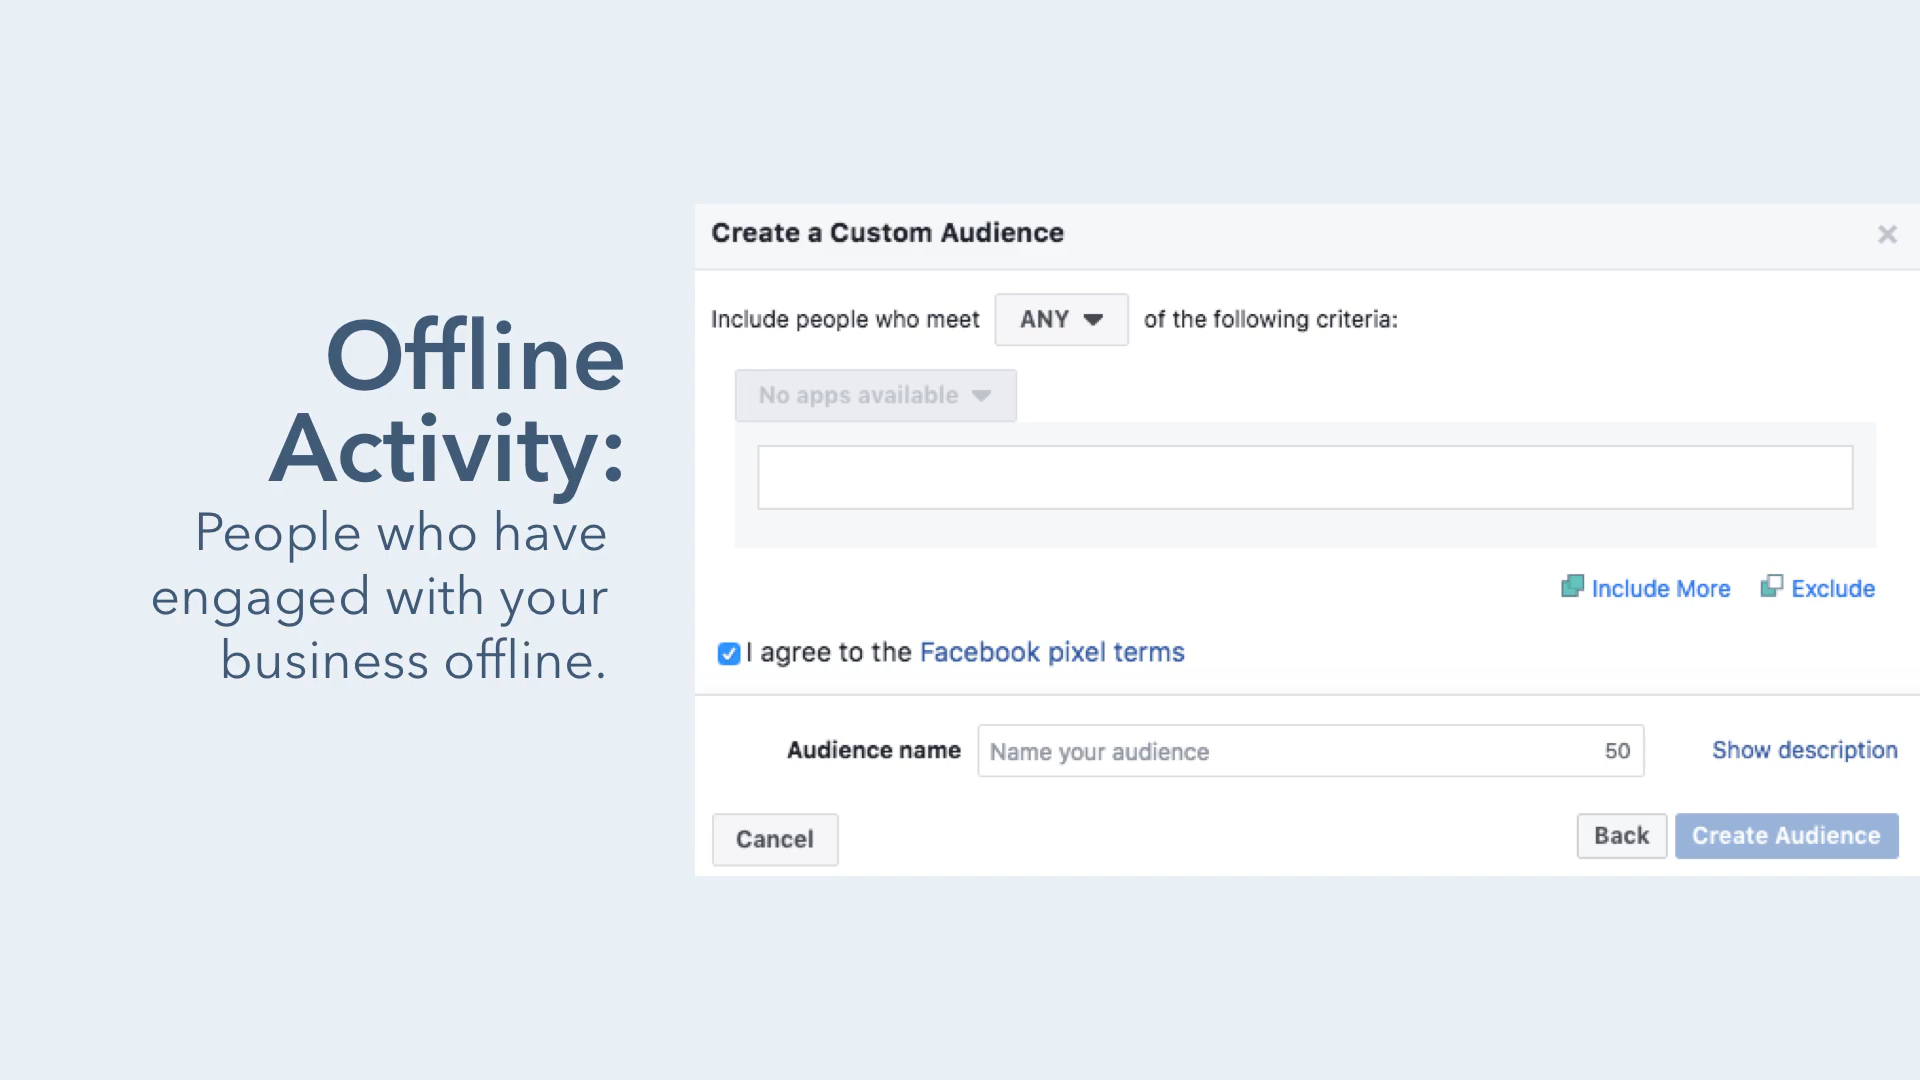 Offline
Activity:
People who have
engaged with your
business offline.
Create a Custom Audience
Include people who meet ANY of the following criteria:
No apps available
Include More Exclude
I agree to the Facebook pixel terms
Audience name Name your audience 50 Show description
Cancel Back Create Audience